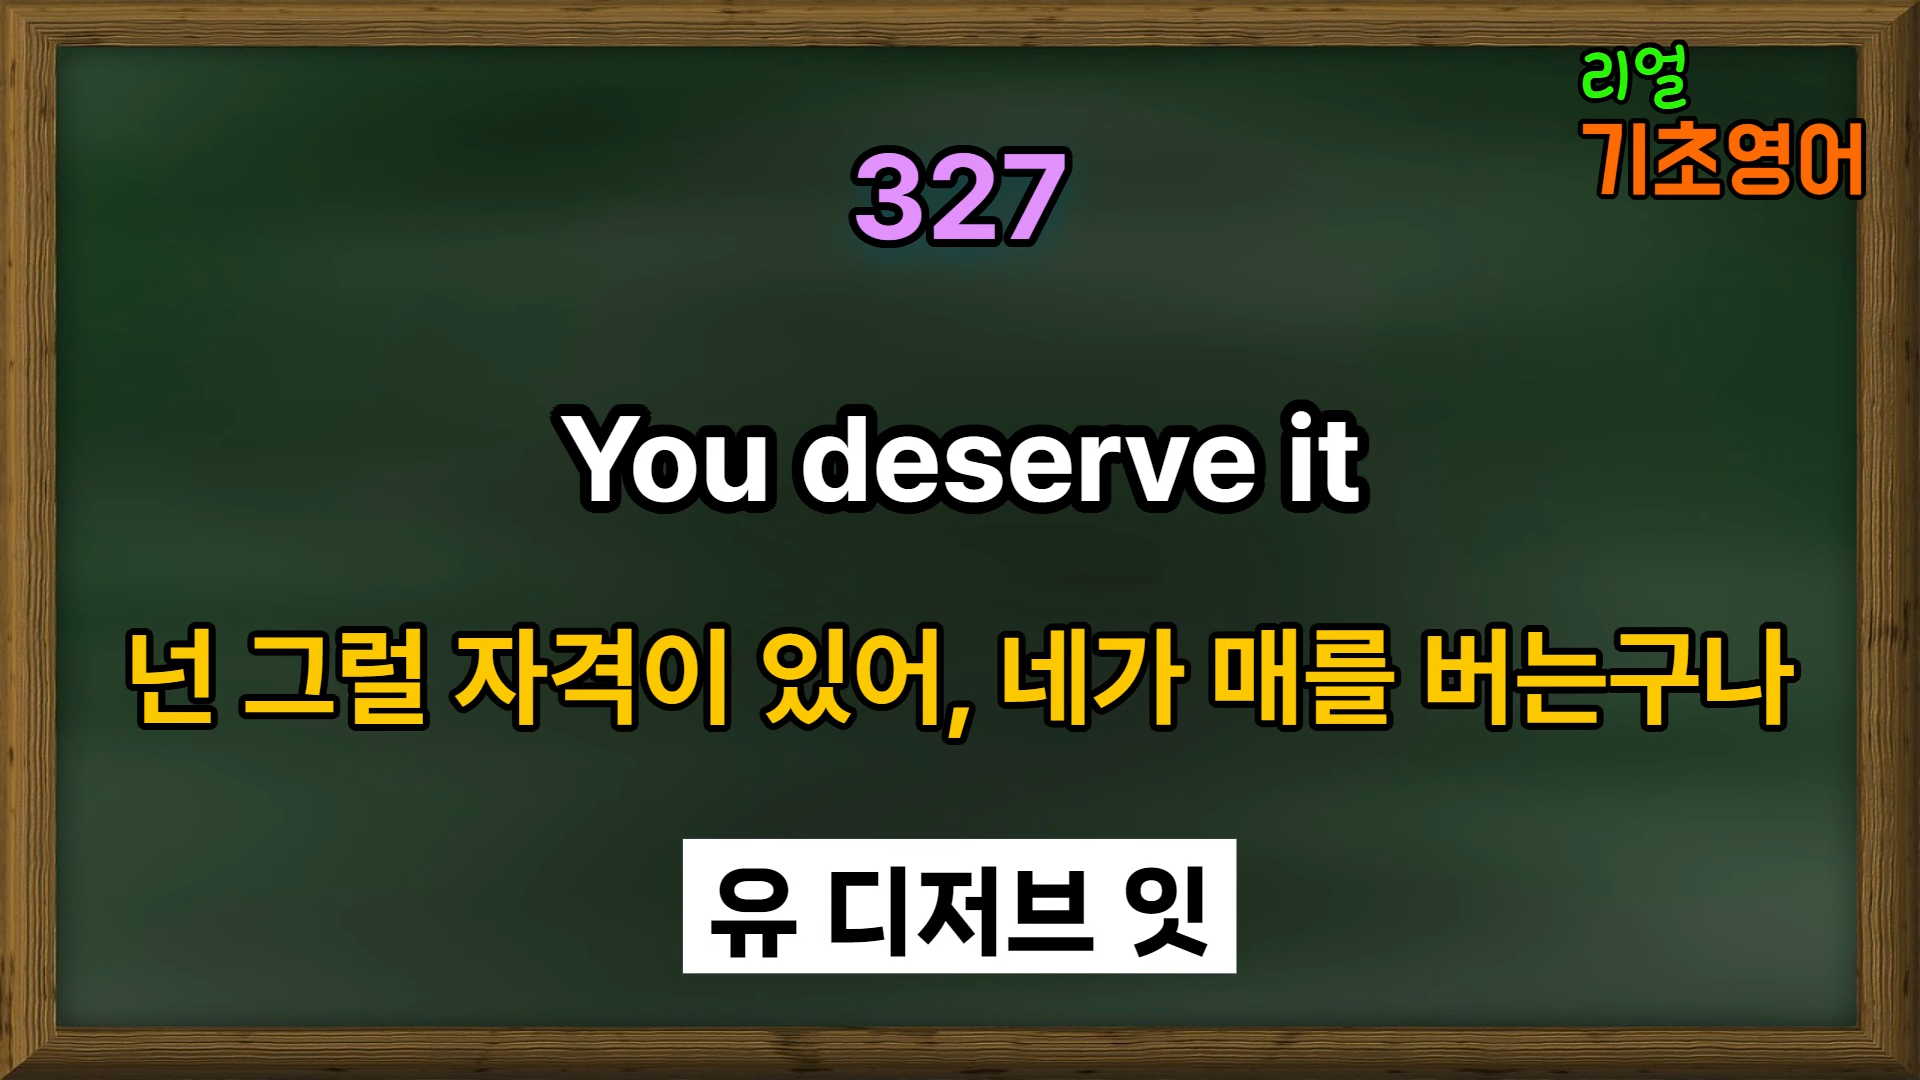 리얼
기초영어
327
You deserve it
넌 그럴 자격이 있어, 네가 매를 버는구나
유 디저브 잇